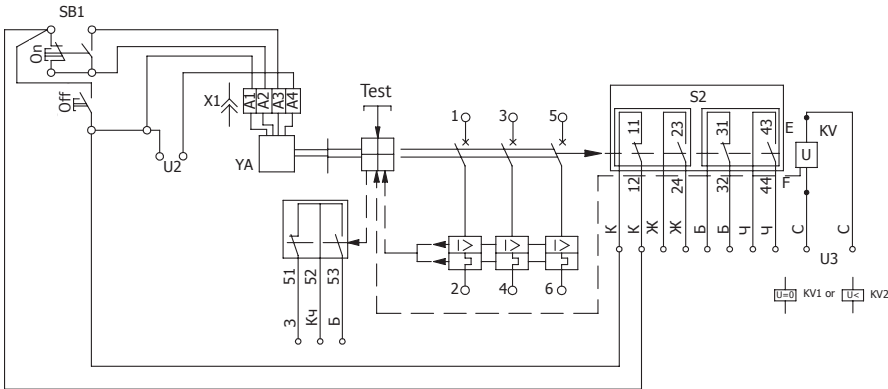 SB1
On
Off
X1
A1 A2 A3 A4
U2
YA
Test
1 3 5
I> I> I>
2 4 6
S2
11 23 31 43
12 24 32 44
E
F
KV
U
К К Ж Ж Б Б Ч Ч С С
U3
51 52 53
З Кч Б
U=0 KV1 or U< KV2